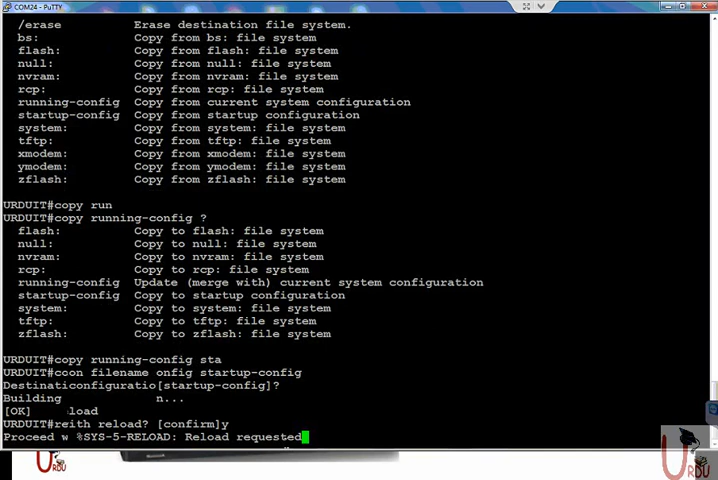 COM24 - PuTTY
/erase Erase destination file system.
bs: Copy from bs: file system
flash: Copy from flash: file system
null: Copy from null: file system
nvram: Copy from nvram: file system
rcp: Copy from rcp: file system
running-config Copy from current system configuration
startup-config Copy from startup configuration
system: Copy from system: file system
tftp: Copy from tftp: file system
xmodem: Copy from xmodem: file system
ymodem: Copy from ymodem: file system
zflash: Copy from zflash: file system
URDUIT#copy run
URDUIT#copy running-config ?
flash: Copy to flash: file system
null: Copy to null: file system
nvram: Copy to nvram: file system
rcp: Copy to rcp: file system
running-config Update (merge with) current system configuration
startup-config Copy to startup configuration
system: Copy to system: file system
tftp: Copy to tftp: file system
zflash: Copy to zflash: file system
URDUIT#copy running-config sta
URDUIT#coon filename onfig startup-config
Destinaticonfiguratio[startup-config]?
Building n...
[OK] load
URDUIT#reith reload? [confirm]y
Proceed w %SYS-5-RELOAD: Reload requested
URDU
URDU